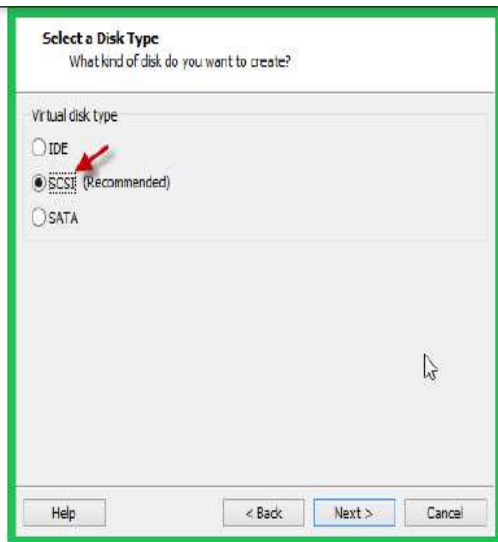 Select a Disk Type
What kind of disk do you want to create?
Virtual disk type
IDE
SCSI (Recommended)
SATA
Help < Back Next > Cancel